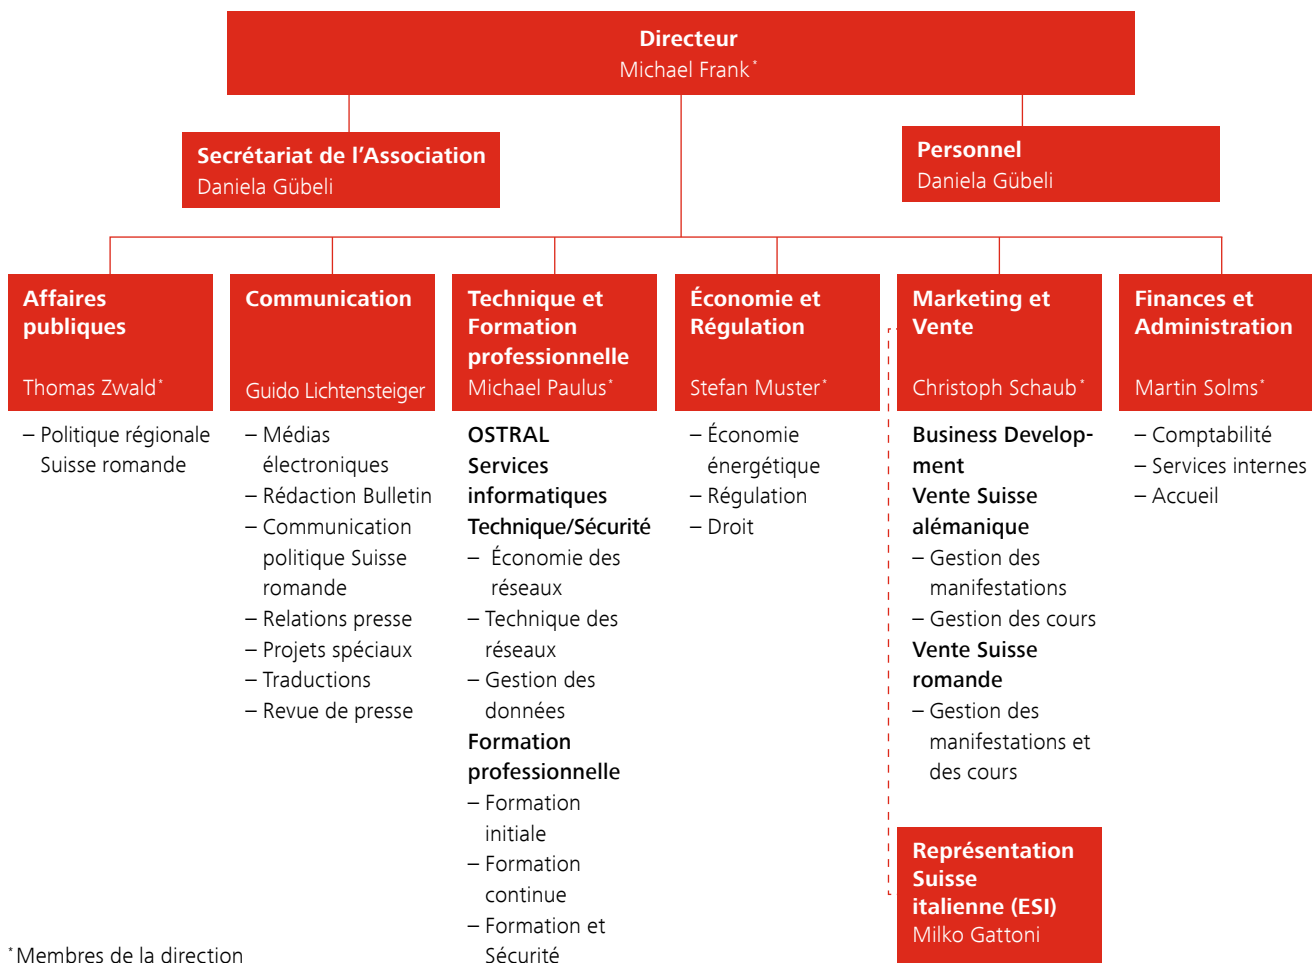 Directeur
Michael Frank*
Secrétariat de l'Association
Daniela Gübeli
Personnel
Daniela Gübeli
Affaires
publiques
Thomas Zwald*
– Politique régionale
Suisse romande
Communication
Guido Lichtensteiger
– Médias
électroniques
– Rédaction Bulletin
– Communication
politique Suisse
romande
– Relations presse
– Projets spéciaux
– Traductions
– Revue de presse
Technique et
Formation
professionnelle
Michael Paulus*
OSTRAL
Services
informatiques
Technique/Sécurité
– Économie des
réseaux
– Technique des
réseaux
– Gestion des
données
Formation
professionnelle
– Formation
initiale
– Formation
continue
– Formation et
Sécurité
Économie et
Régulation
Stefan Muster*
– Économie
énergétique
– Régulation
– Droit
Marketing et
Vente
Christoph Schaub*
Business Develop-
ment
Vente Suisse
alémanique
– Gestion des
manifestations
– Gestion des cours
Vente Suisse
romande
– Gestion des
manifestations et
des cours
Représentation
Suisse
italienne (ESI)
Milko Gattoni
Finances et
Administration
Martin Solms*
– Comptabilité
– Services internes
– Accueil
*Membres de la direction